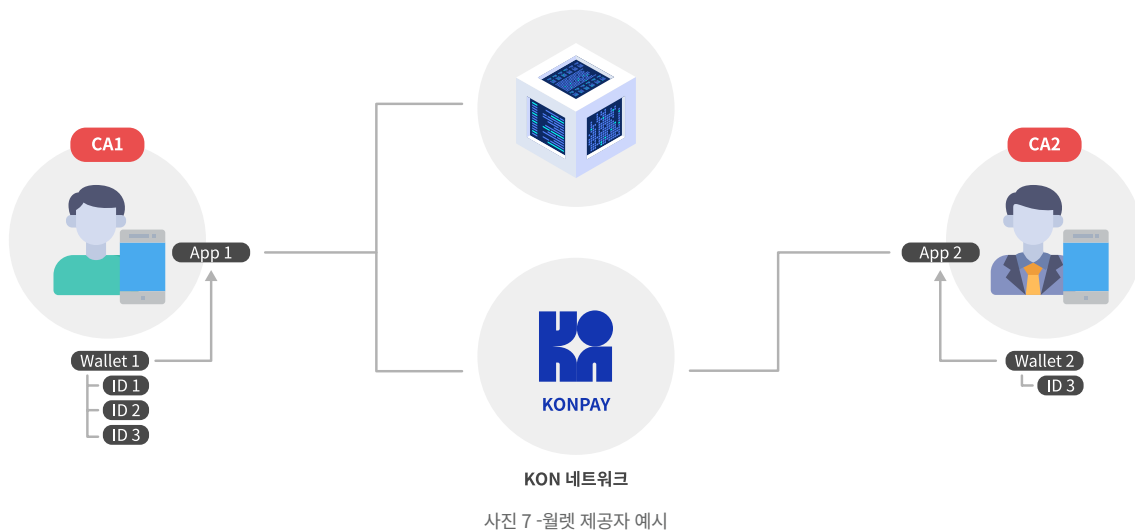 CA1
App 1
Wallet 1
ID 1
ID 2
ID 3
KONPAY
KON 네트워크
CA2
App 2
Wallet 2
ID 3
사진 7 -월렛 제공자 예시